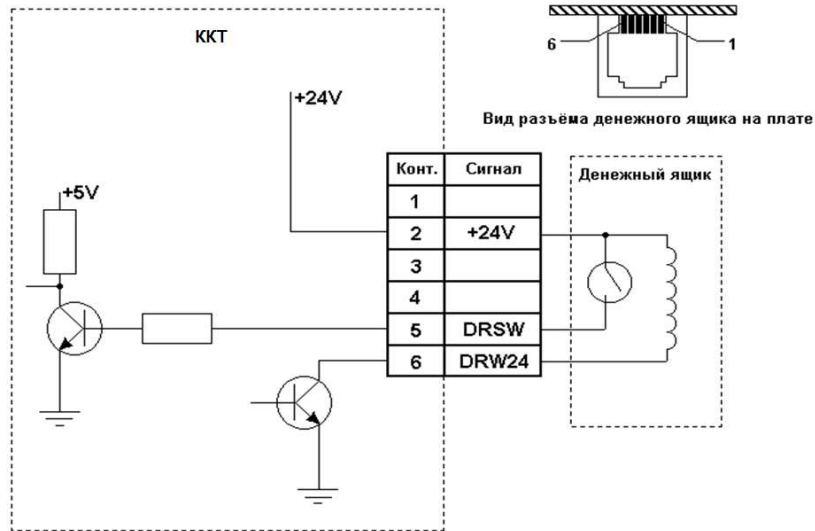 ККТ
6
1
Вид разъёма денежного ящика на плате
+24V
+5V
Конт. Сигнал
1
2 +24V
3
4
5 DRSW
6 DRW24
Денежный ящик